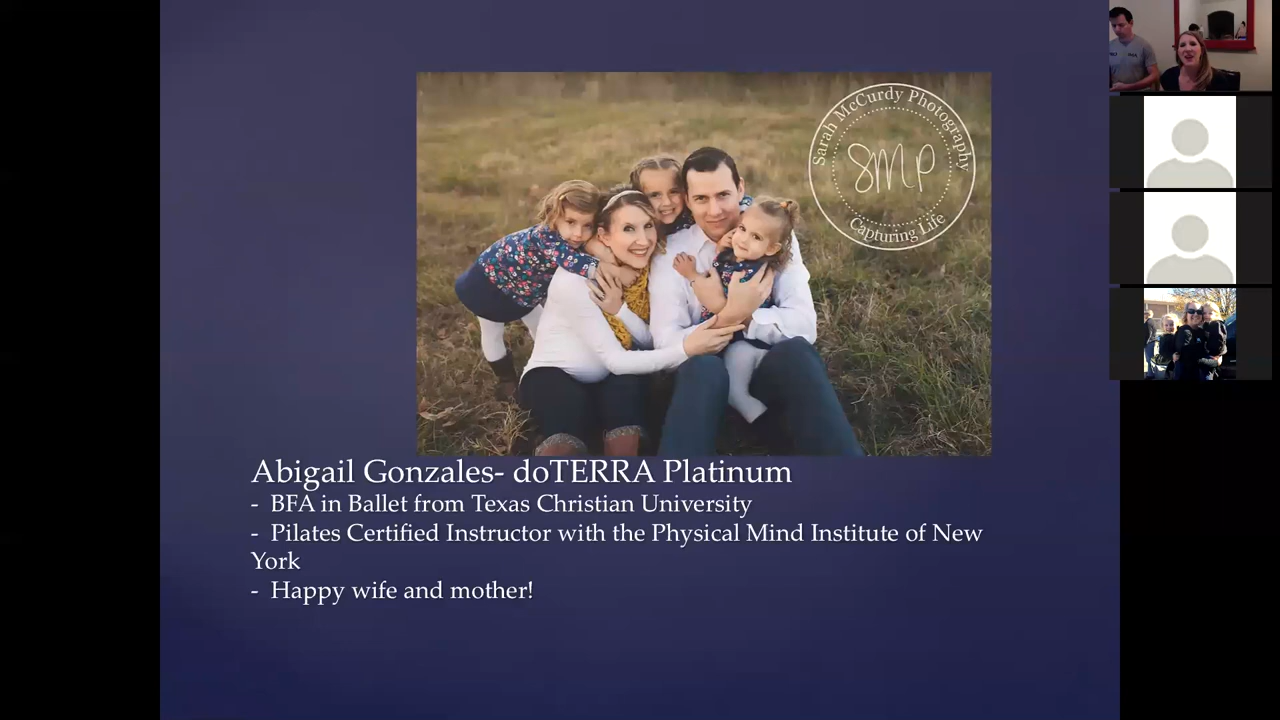 Sarah McCurdy Photography
SMP
Capturing Life
Abigail Gonzales- doTERRA Platinum
- BFA in Ballet from Texas Christian University
- Pilates Certified Instructor with the Physical Mind Institute of New
York
- Happy wife and mother!